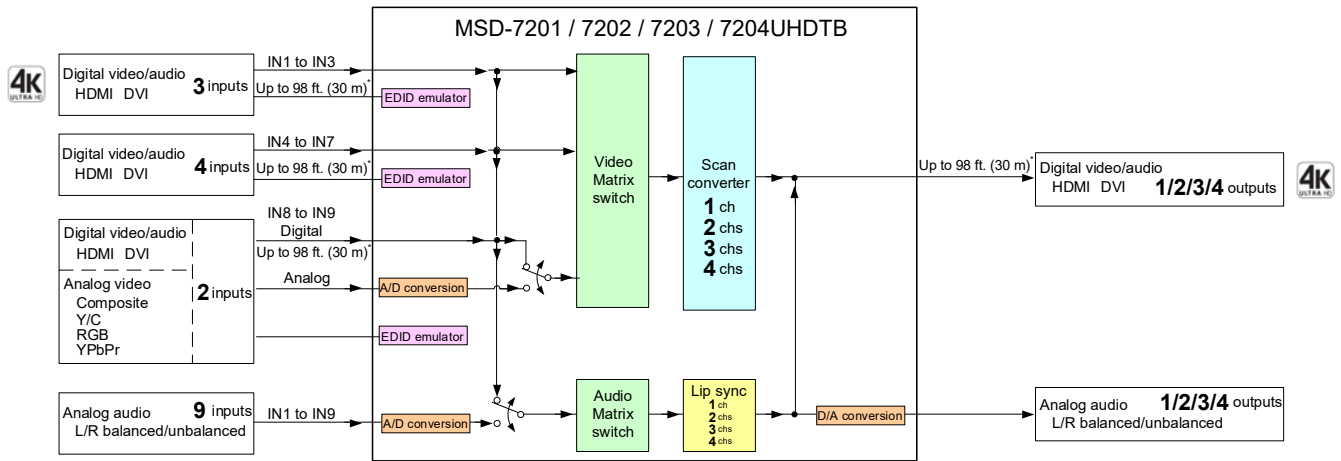 MSD-7201 / 7202 / 7203 / 7204UHDTB
4K
ULTRA HD
Digital video/audio
HDMI DVI
3 inputs
IN1 to IN3
Up to 98 ft. (30 m)*
EDID emulator
Digital video/audio
HDMI DVI
4 inputs
IN4 to IN7
Up to 98 ft. (30 m)*
EDID emulator
Digital video/audio
HDMI DVI
Analog video
Composite
Y/C
RGB
YPbPr
2 inputs
IN8 to IN9
Digital
Up to 98 ft. (30 m)*
Analog
A/D conversion
EDID emulator
Analog audio 9 inputs
L/R balanced/unbalanced
IN1 to IN9
A/D conversion
Video
Matrix
switch
Scan
converter
1 ch
2 chs
3 chs
4 chs
Audio
Matrix
switch
Lip sync
1 ch
2 chs
3 chs
4 chs
D/A conversion
Up to 98 ft. (30 m)*
Digital video/audio
HDMI DVI 1/2/3/4 outputs
4K
ULTRA HD
Analog audio 1/2/3/4 outputs
L/R balanced/unbalanced